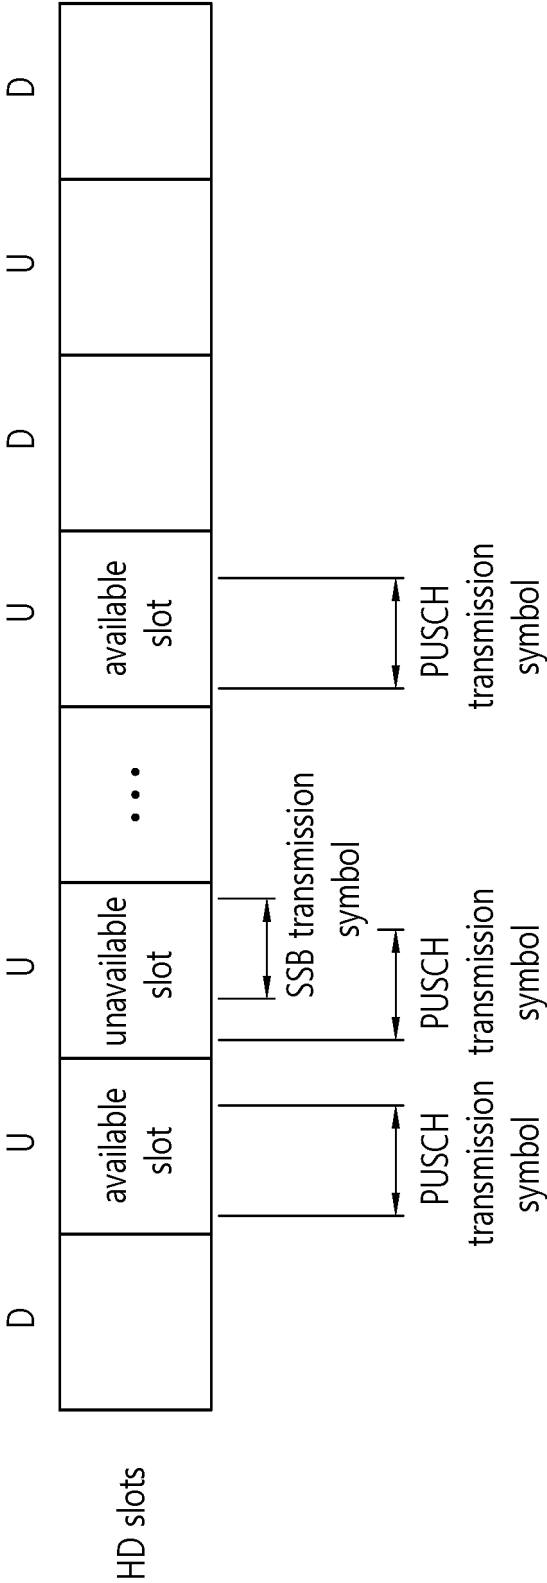 D U U U D U D
HD slots
available
slot
unavailable
slot
...
available
slot
SSB transmission
symbol
PUSCH
transmission
symbol
PUSCH
transmission
symbol
PUSCH
transmission
symbol